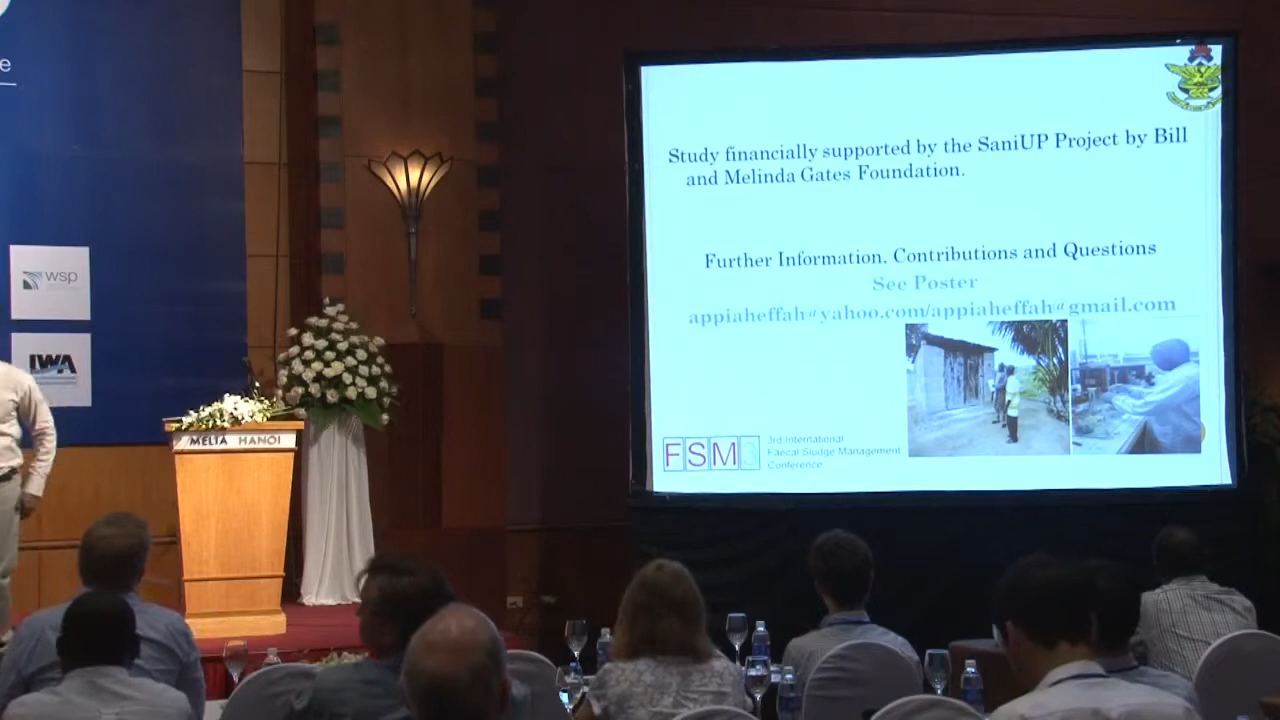 e
wsp
IWA
MELIA HANOI
Study financially supported by the SaniUP Project by Bill
and Melinda Gates Foundation.
Further Information, Contributions and Questions
See Poster
appiaheffah@yahoo.com/appiaheffah@gmail.com
FSM3
3rd International
Faecal Sludge Management
Conference